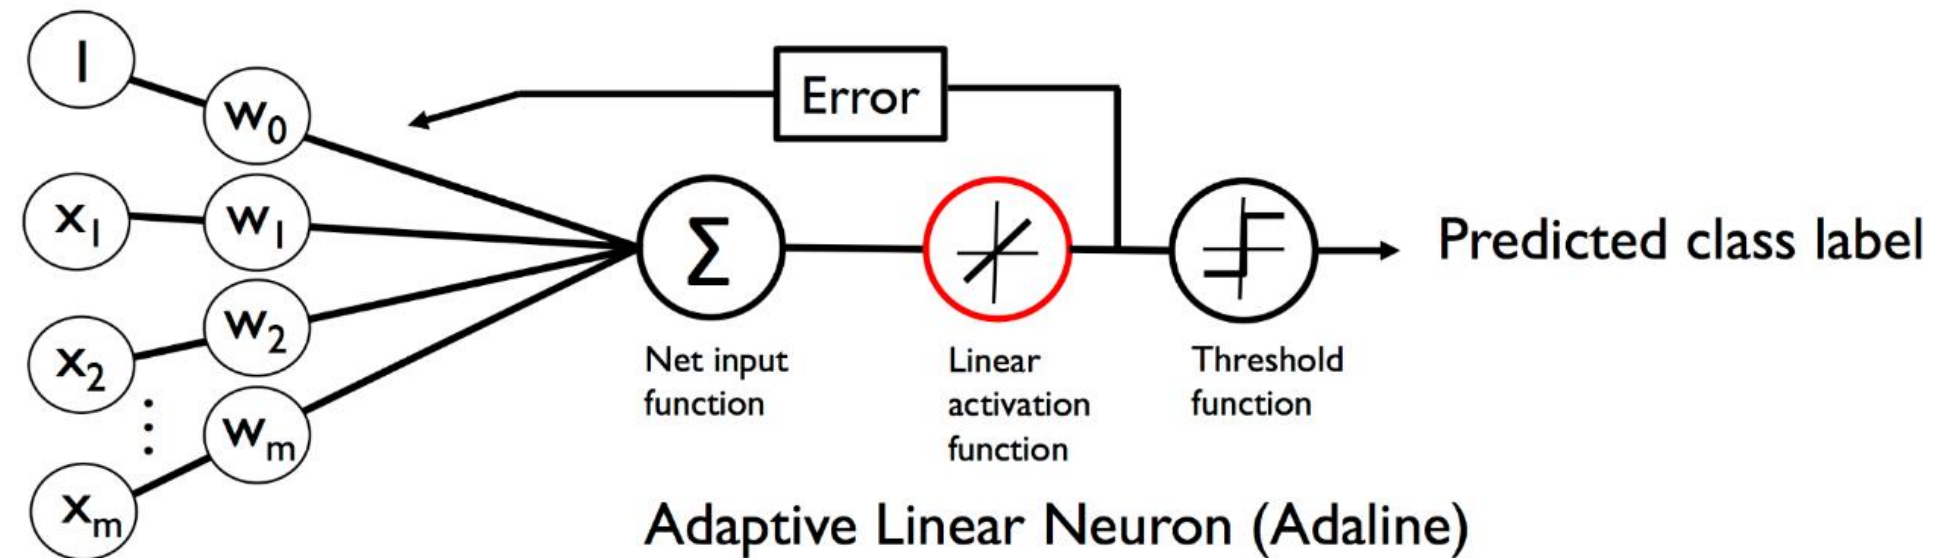 1
w0
Error
x1
w1
Σ
Predicted class label
x2
w2
wm
xm
Net input
function
Linear
activation
function
Threshold
function
Adaptive Linear Neuron (Adaline)